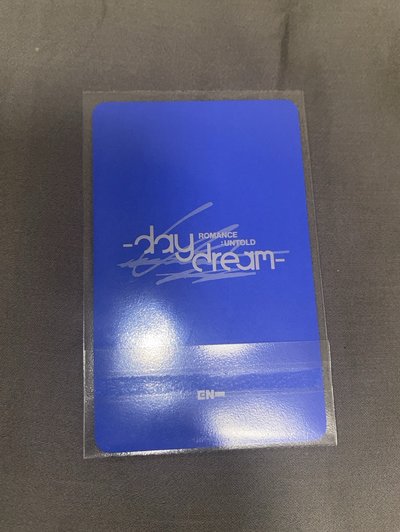 -day ROMANCE
:UNTOLD
dream-
EN-